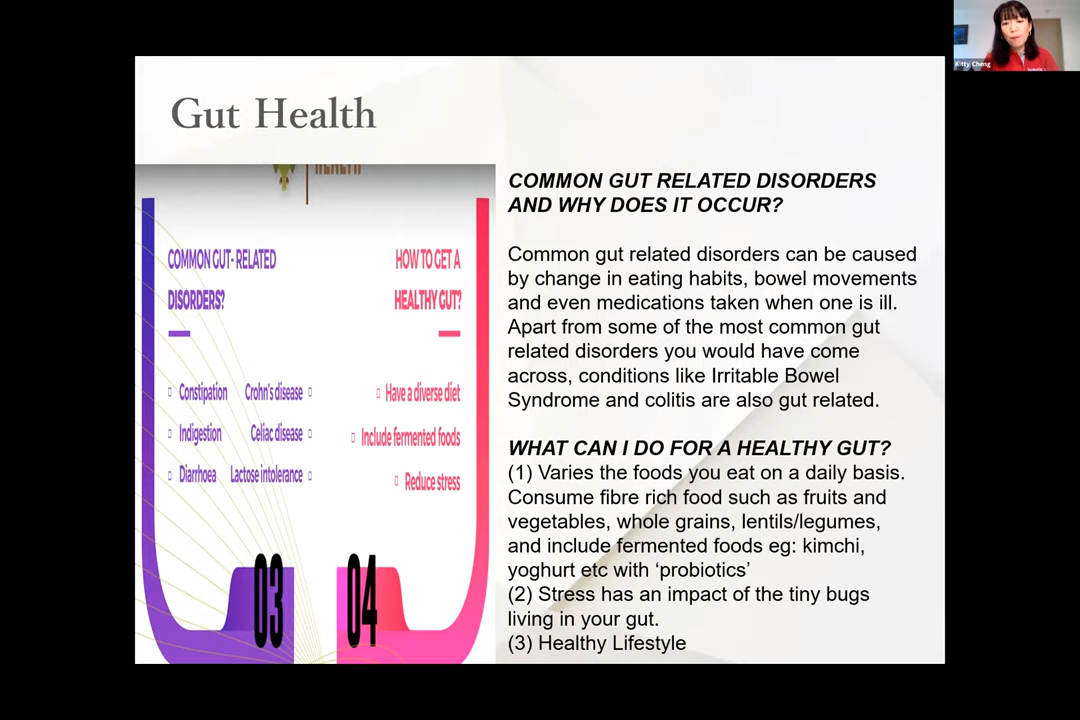 Kitty Cheng
Gut Health
HEALTH
COMMON GUT- RELATED
DISORDERS?
Constipation
Indigestion
Diarrhoea
Crohn's disease
Celiac disease
Lactose intolerance
03
HOW TO GET A
HEALTHY GUT?
Have a diverse diet
Include fermented foods
Reduce stress
04
COMMON GUT RELATED DISORDERS
AND WHY DOES IT OCCUR?
Common gut related disorders can be caused
by change in eating habits, bowel movements
and even medications taken when one is ill.
Apart from some of the most common gut
related disorders you would have come
across, conditions like Irritable Bowel
Syndrome and colitis are also gut related.
WHAT CAN I DO FOR A HEALTHY GUT?
(1) Varies the foods you eat on a daily basis.
Consume fibre rich food such as fruits and
vegetables, whole grains, lentils/legumes,
and include fermented foods eg: kimchi,
yoghurt etc with ‘probiotics’
(2) Stress has an impact of the tiny bugs
living in your gut.
(3) Healthy Lifestyle